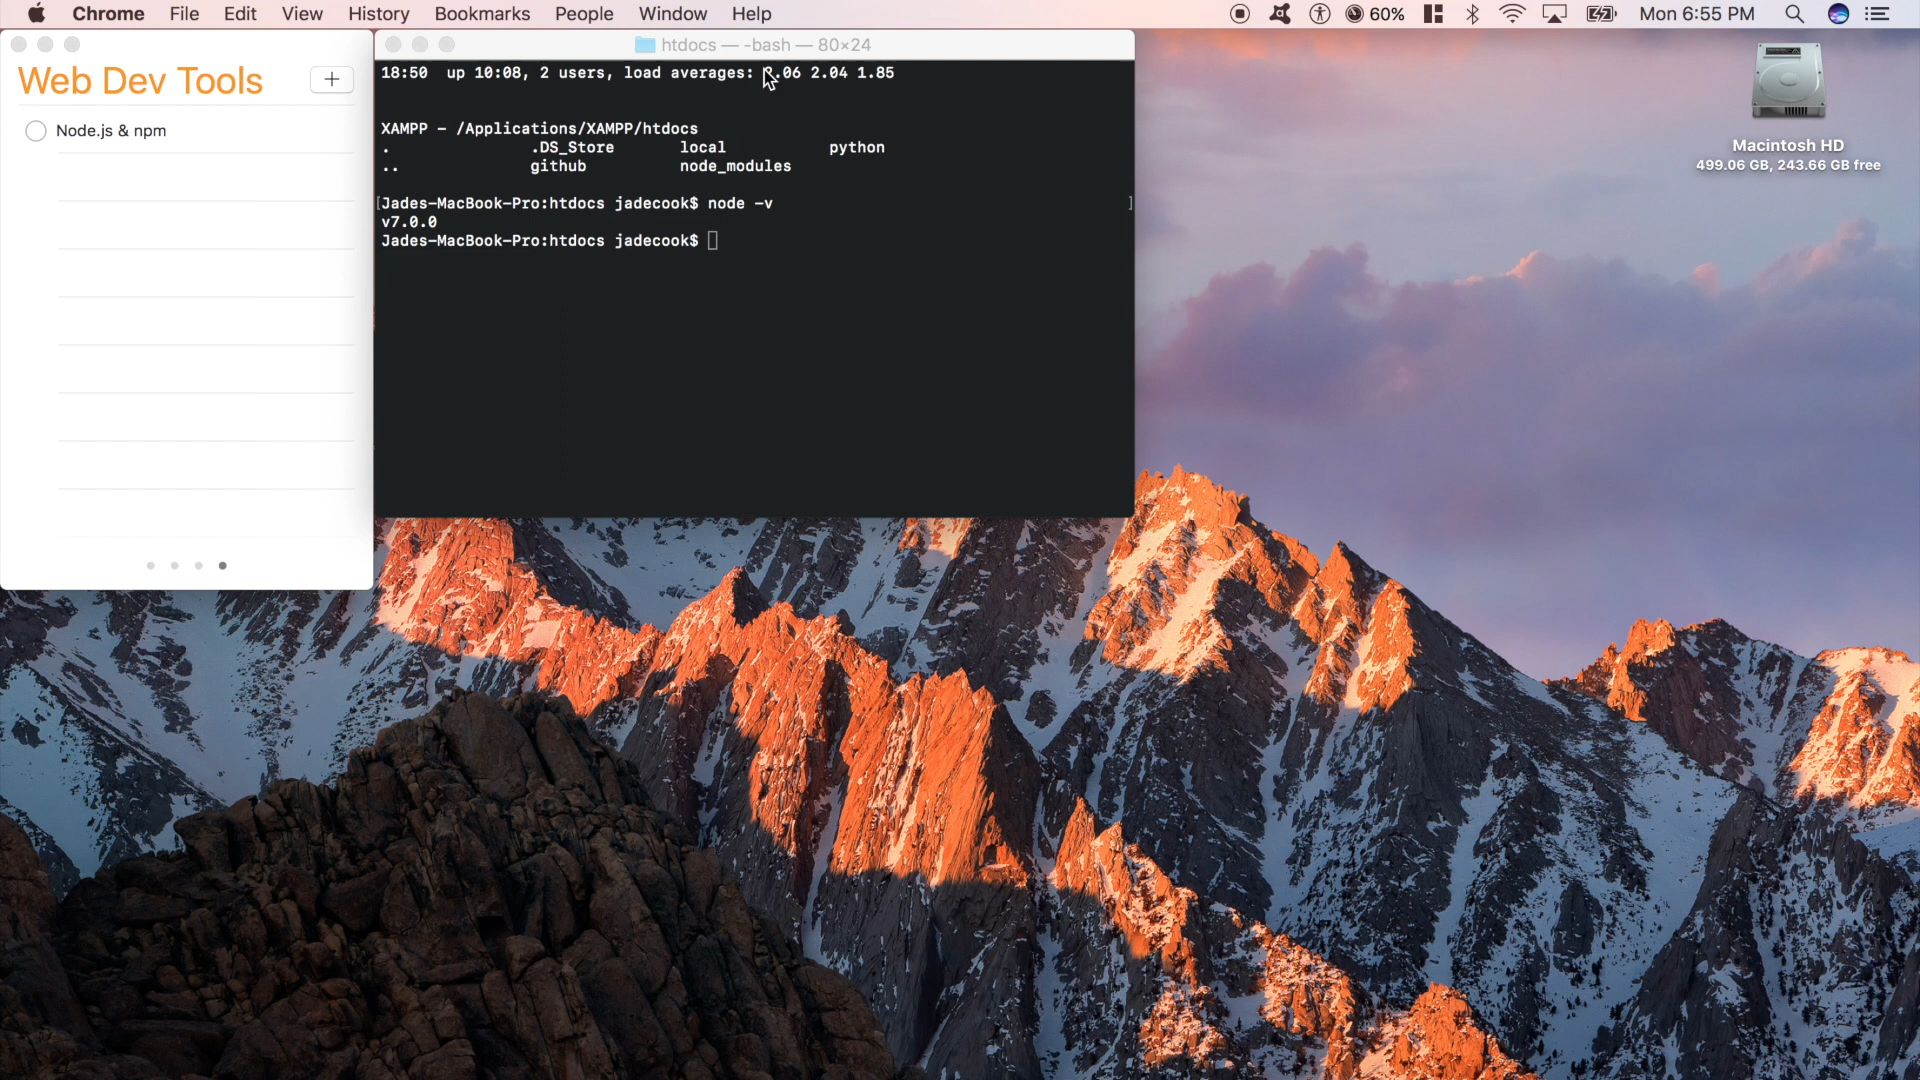 Chrome File Edit View History Bookmarks People Window Help 60% Mon 6:55 PM
Web Dev Tools
+
Node.js & npm
htdocs — -bash — 80×24
18:50 up 10:08, 2 users, load averages: .06 2.04 1.85
XAMPP - /Applications/XAMPP/htdocs
. .DS_Store local python
.. github node_modules
[Jades-MacBook-Pro:htdocs jadecook$ node -v ]
v7.0.0
Jades-MacBook-Pro:htdocs jadecook$
Macintosh HD
499.06 GB, 243.66 GB free